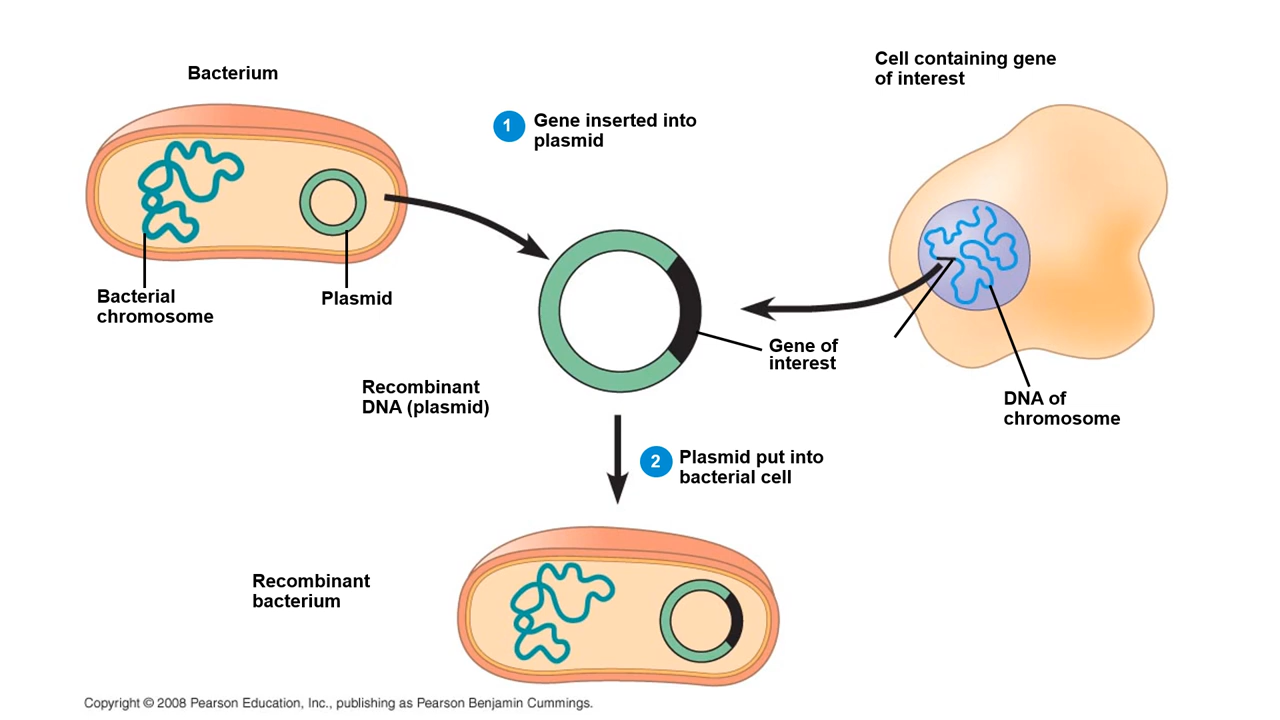 Bacterium
Cell containing gene
of interest
1
Gene inserted into
plasmid
Bacterial
chromosome
Plasmid
Gene of
interest
Recombinant
DNA (plasmid)
DNA of
chromosome
2
Plasmid put into
bacterial cell
Recombinant
bacterium
Copyright © 2008 Pearson Education, Inc., publishing as Pearson Benjamin Cummings.